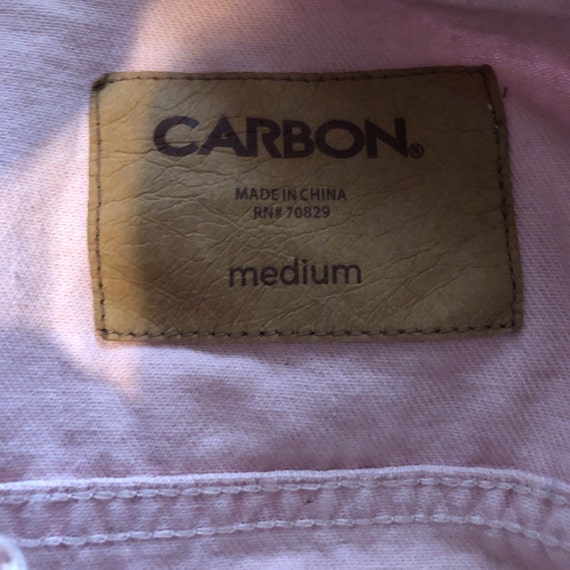 CARBON®
MADE IN CHINA
RN# 70829
medium